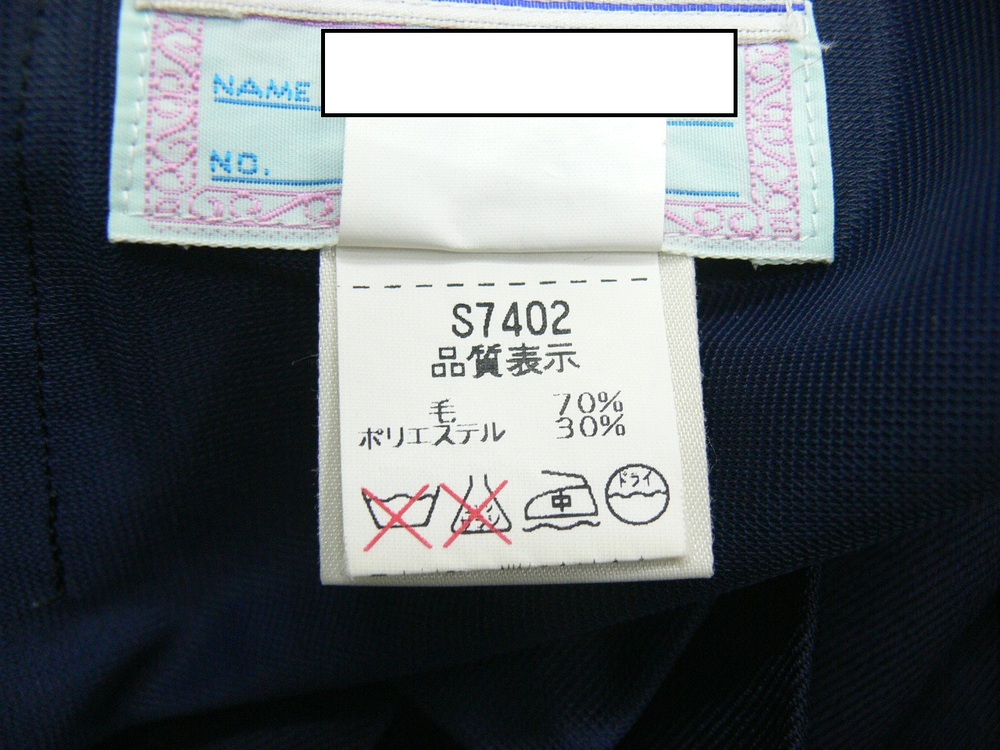 NAME
NO.
S7402
品質表示
毛 70%
ポリエステル 30%
中 ドライ